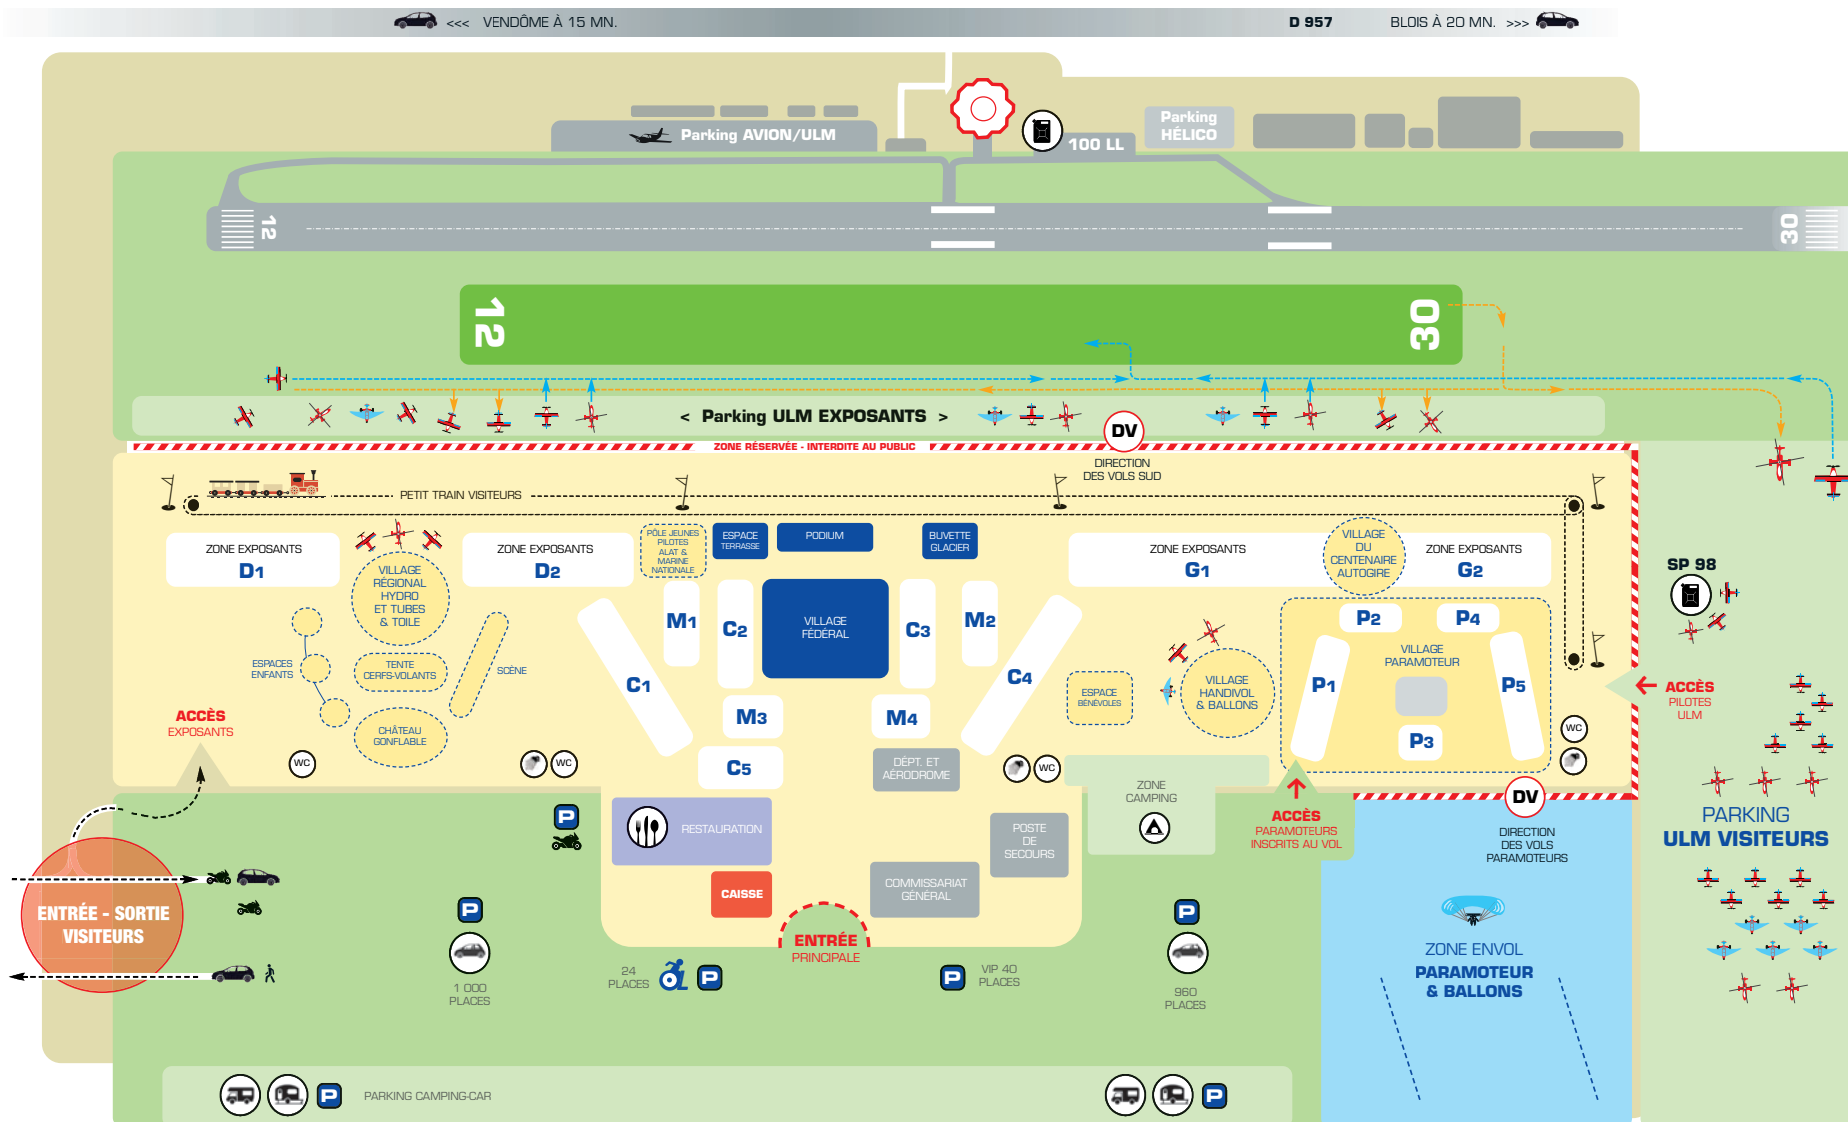 <<< VENDÔME À 15 MN.
D 957
BLOIS À 20 MN. >>>
Parking AVION/ULM
100 LL
Parking
HÉLICO
12
30
12
30
< Parking ULM EXPOSANTS >
DV
ZONE RÉSERVÉE - INTERDITE AU PUBLIC
DIRECTION
DES VOLS SUD
PETIT TRAIN VISITEURS
ZONE EXPOSANTS
D1
VILLAGE
RÉGIONAL
HYDRO
ET TUBES
& TOILE
ZONE EXPOSANTS
D2
PÔLE JEUNES
PILOTES
ALAT &
MARINE
NATIONALE
ESPACE
TERRASSE
PODIUM
BUVETTE
GLACIER
ZONE EXPOSANTS
G1
VILLAGE
DU
CENTENAIRE
AUTOGIRE
ZONE EXPOSANTS
G2
SP 98
M1
C2
VILLAGE
FÉDÉRAL
C3
M2
P2
P4
ESPACES
ENFANTS
TENTE
CERFS-VOLANTS
SCÈNE
C1
C4
ESPACE
BÉNÉVOLES
VILLAGE
HANDIVOL
& BALLONS
VILLAGE
PARAMOTEUR
P1
P5
P3
ACCÈS
PILOTES
ULM
ACCÈS
EXPOSANTS
CHÂTEAU
GONFLABLE
M3
M4
C5
DÉPT. ET
AÉRODROME
WC
WC
WC
WC
ZONE
CAMPING
ACCÈS
PARAMOTEURS
INSCRITS AU VOL
DV
DIRECTION
DES VOLS
PARAMOTEURS
PARKING
ULM VISITEURS
P
RESTAURATION
POSTE
DE
SECOURS
CAISSE
COMMISSARIAT
GÉNÉRAL
ENTRÉE - SORTIE
VISITEURS
P
1 000
PLACES
ENTRÉE
PRINCIPALE
24
PLACES
P
P
VIP 40
PLACES
P
960
PLACES
ZONE ENVOL
PARAMOTEUR
& BALLONS
P
PARKING CAMPING-CAR
P